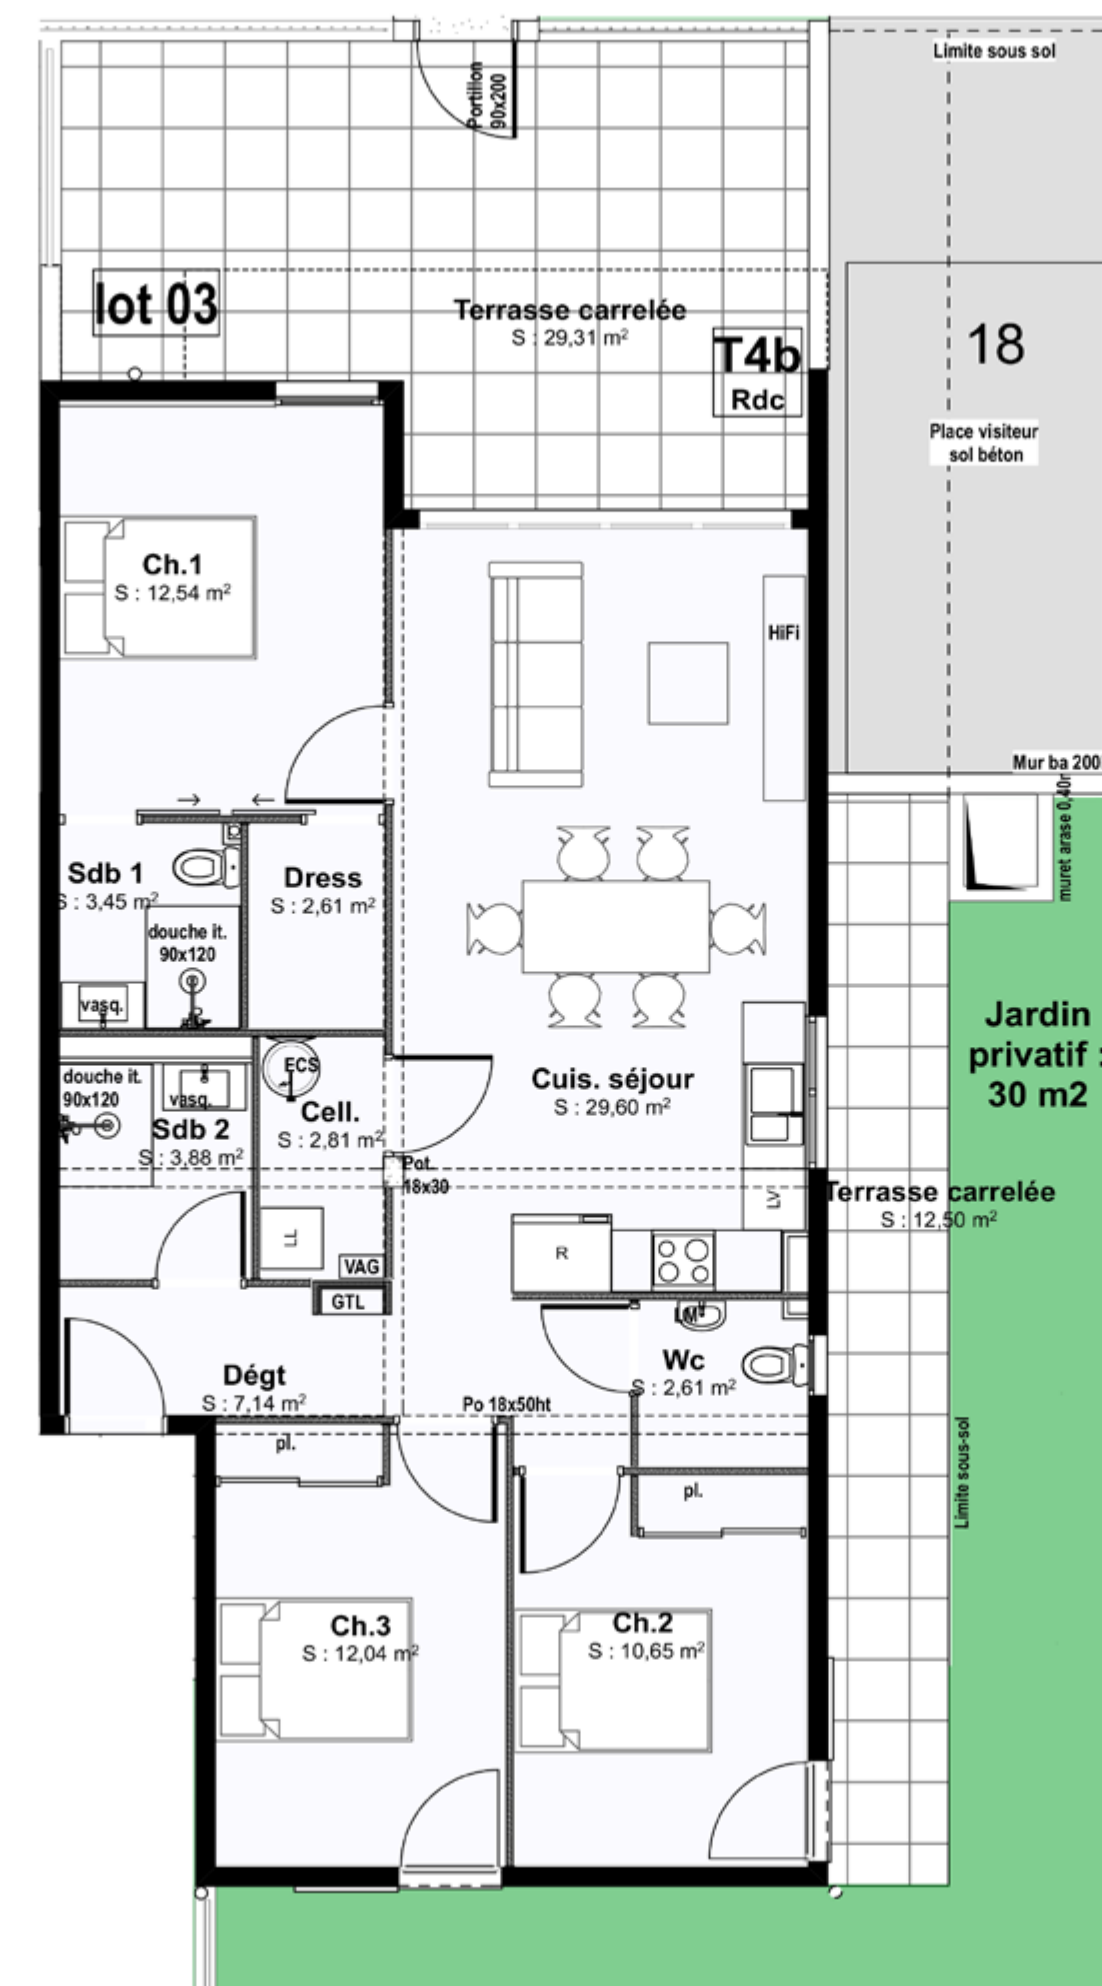 Limite sous sol
Portillon
90x200
lot 03
Terrasse carrelée
S : 29,31 m²
T4b
Rdc
18
Place visiteur
sol béton
Ch.1
S : 12,54 m²
HiFi
Mur ba 200
muret arase 0,40
Sdb 1
S : 3,45 m²
Dress
S : 2,61 m²
douche it.
90x120
vasq.
Jardin
privatif :
30 m2
ECS
Cuis. séjour
S : 29,60 m²
douche it.
90x120
vasq.
Cell.
S : 2,81 m²
Sdb 2
S : 3,88 m²
Pot.
18x30
LV
Terrasse carrelée
S : 12,50 m²
LL
R
VAG
GTL
LM
Wc
S : 2,61 m²
Dégt
S : 7,14 m²
Po 18x50ht
pl.
pl.
Limite sous-sol
Ch.3
S : 12,04 m²
Ch.2
S : 10,65 m²